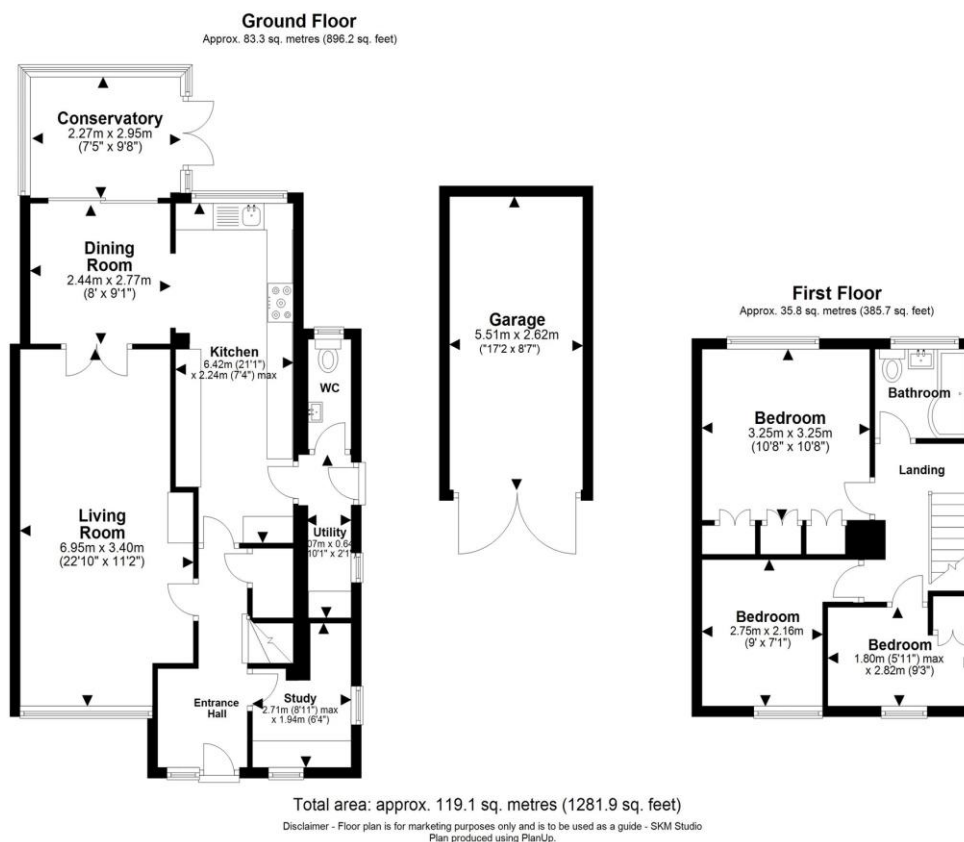 Ground Floor
Approx. 83.3 sq. metres (896.2 sq. feet)
Conservatory
2.27m x 2.95m
(7'5" x 9'8")
Dining
Room
2.44m x 2.77m
(8' x 9'1")
Kitchen
6.42m (21'1")
x 2.24m (7'4") max
WC
Living
Room
6.95m x 3.40m
(22'10" x 11'2")
Utility
07m x 0.64
10'1" x 2'1"
Entrance
Hall
Study
2.71m (8'11") max
x 1.94m (6'4")
Garage
5.51m x 2.62m
("17'2 x 8'7")
First Floor
Approx. 35.8 sq. metres (385.7 sq. feet)
Bedroom
3.25m x 3.25m
(10'8" x 10'8")
Bathroom
Landing
Bedroom
2.75m x 2.16m
(9' x 7'1")
Bedroom
1.80m (5'11") max
x 2.82m (9'3")
Total area: approx. 119.1 sq. metres (1281.9 sq. feet)
Disclaimer - Floor plan is for marketing purposes only and is to be used as a guide - SKM Studio
Plan produced using PlanUp.